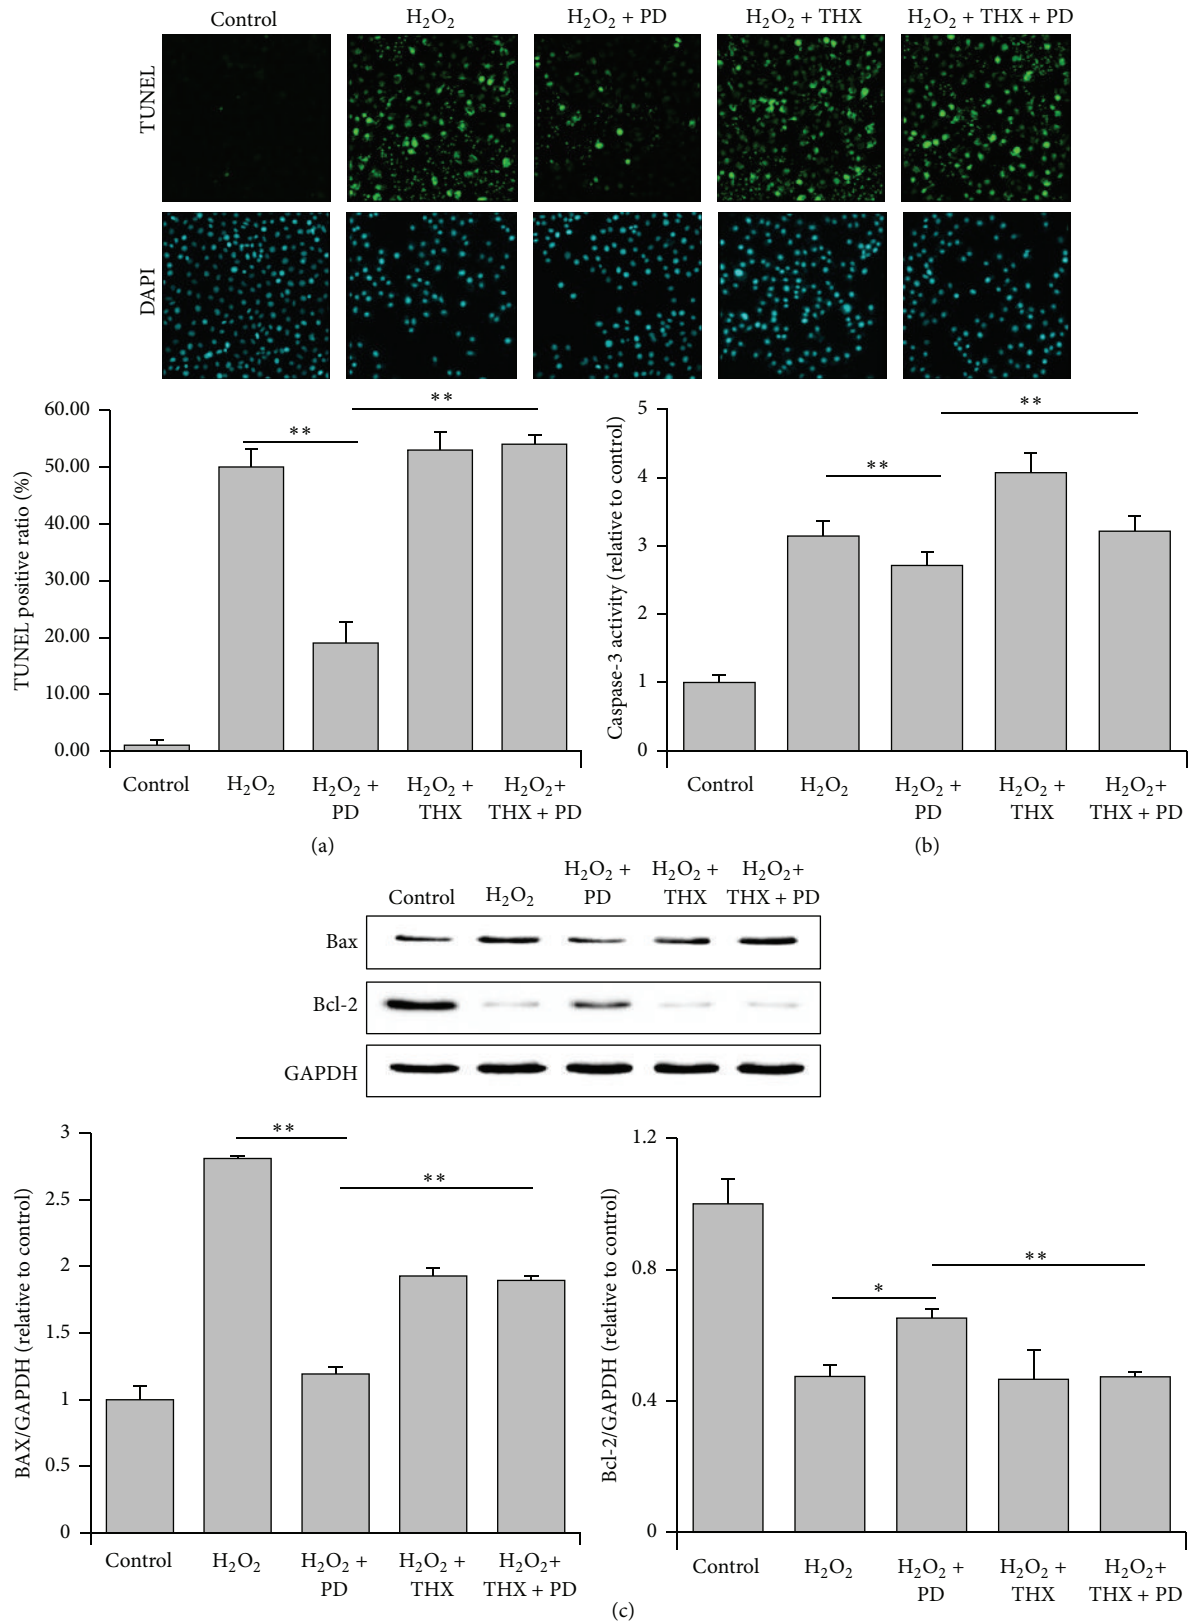 Control H₂O₂ H₂O₂ + PD H₂O₂ + THX H₂O₂ + THX + PD
TUNEL
DAPI
TUNEL positive ratio (%)
60.00
50.00
40.00
30.00
20.00
10.00
0.00
** **
Control H₂O₂ H₂O₂ + H₂O₂ + H₂O₂+
PD THX THX + PD
(a)
Caspase-3 activity (relative to control)
5
4
3
2
1
0
** **
Control H₂O₂ H₂O₂ + H₂O₂ + H₂O₂+
PD THX THX + PD
(b)
H₂O₂ + H₂O₂ + H₂O₂+
Control H₂O₂ PD THX THX + PD
Bax
Bcl-2
GAPDH
BAX/GAPDH (relative to control)
3
2.5
2
1.5
1
0.5
0
** **
Control H₂O₂ H₂O₂ + H₂O₂ + H₂O₂+
PD THX THX + PD
Bcl-2/GAPDH (relative to control)
1.2
0.8
0.4
0
* **
Control H₂O₂ H₂O₂ + H₂O₂ + H₂O₂+
PD THX THX + PD
(c)